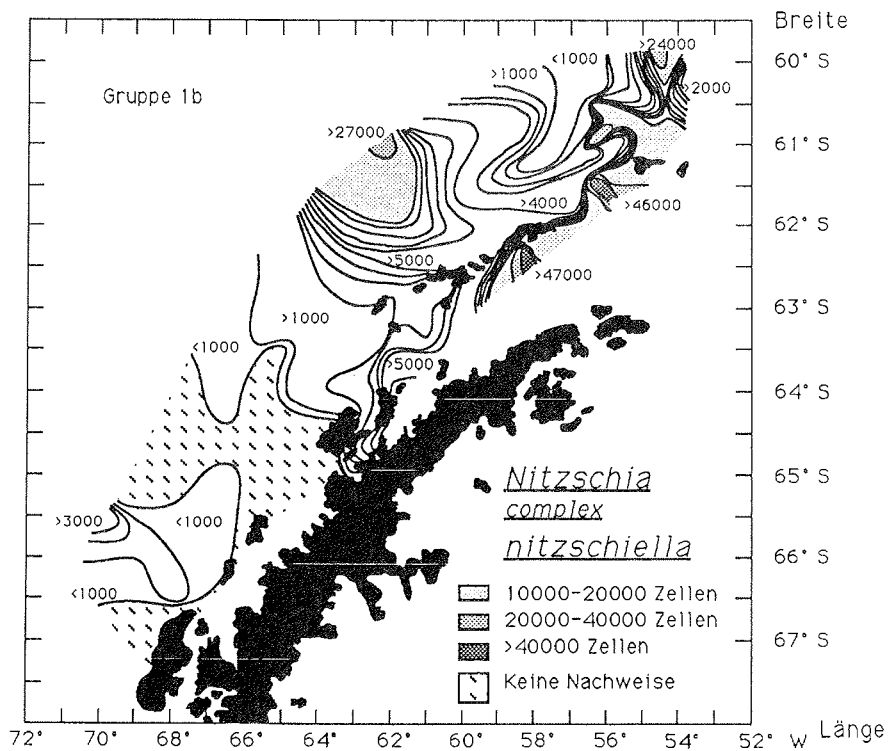 Breite
>24000
<1000
60° S
>1000
>2000
Gruppe 1b
>27000
61° S
>4000
>46000
62° S
>5000
>47000
63° S
>1000
<1000
>5000
64° S
Nitzschia
65° S
complex
>3000
<1000
nitzschiella
66° S
<1000
10000-20000 Zellen
20000-40000 Zellen
67° S
>40000 Zellen
Keine Nachweise
72° 70° 68° 66° 64° 62° 60° 58° 56° 54° 52° W Länge